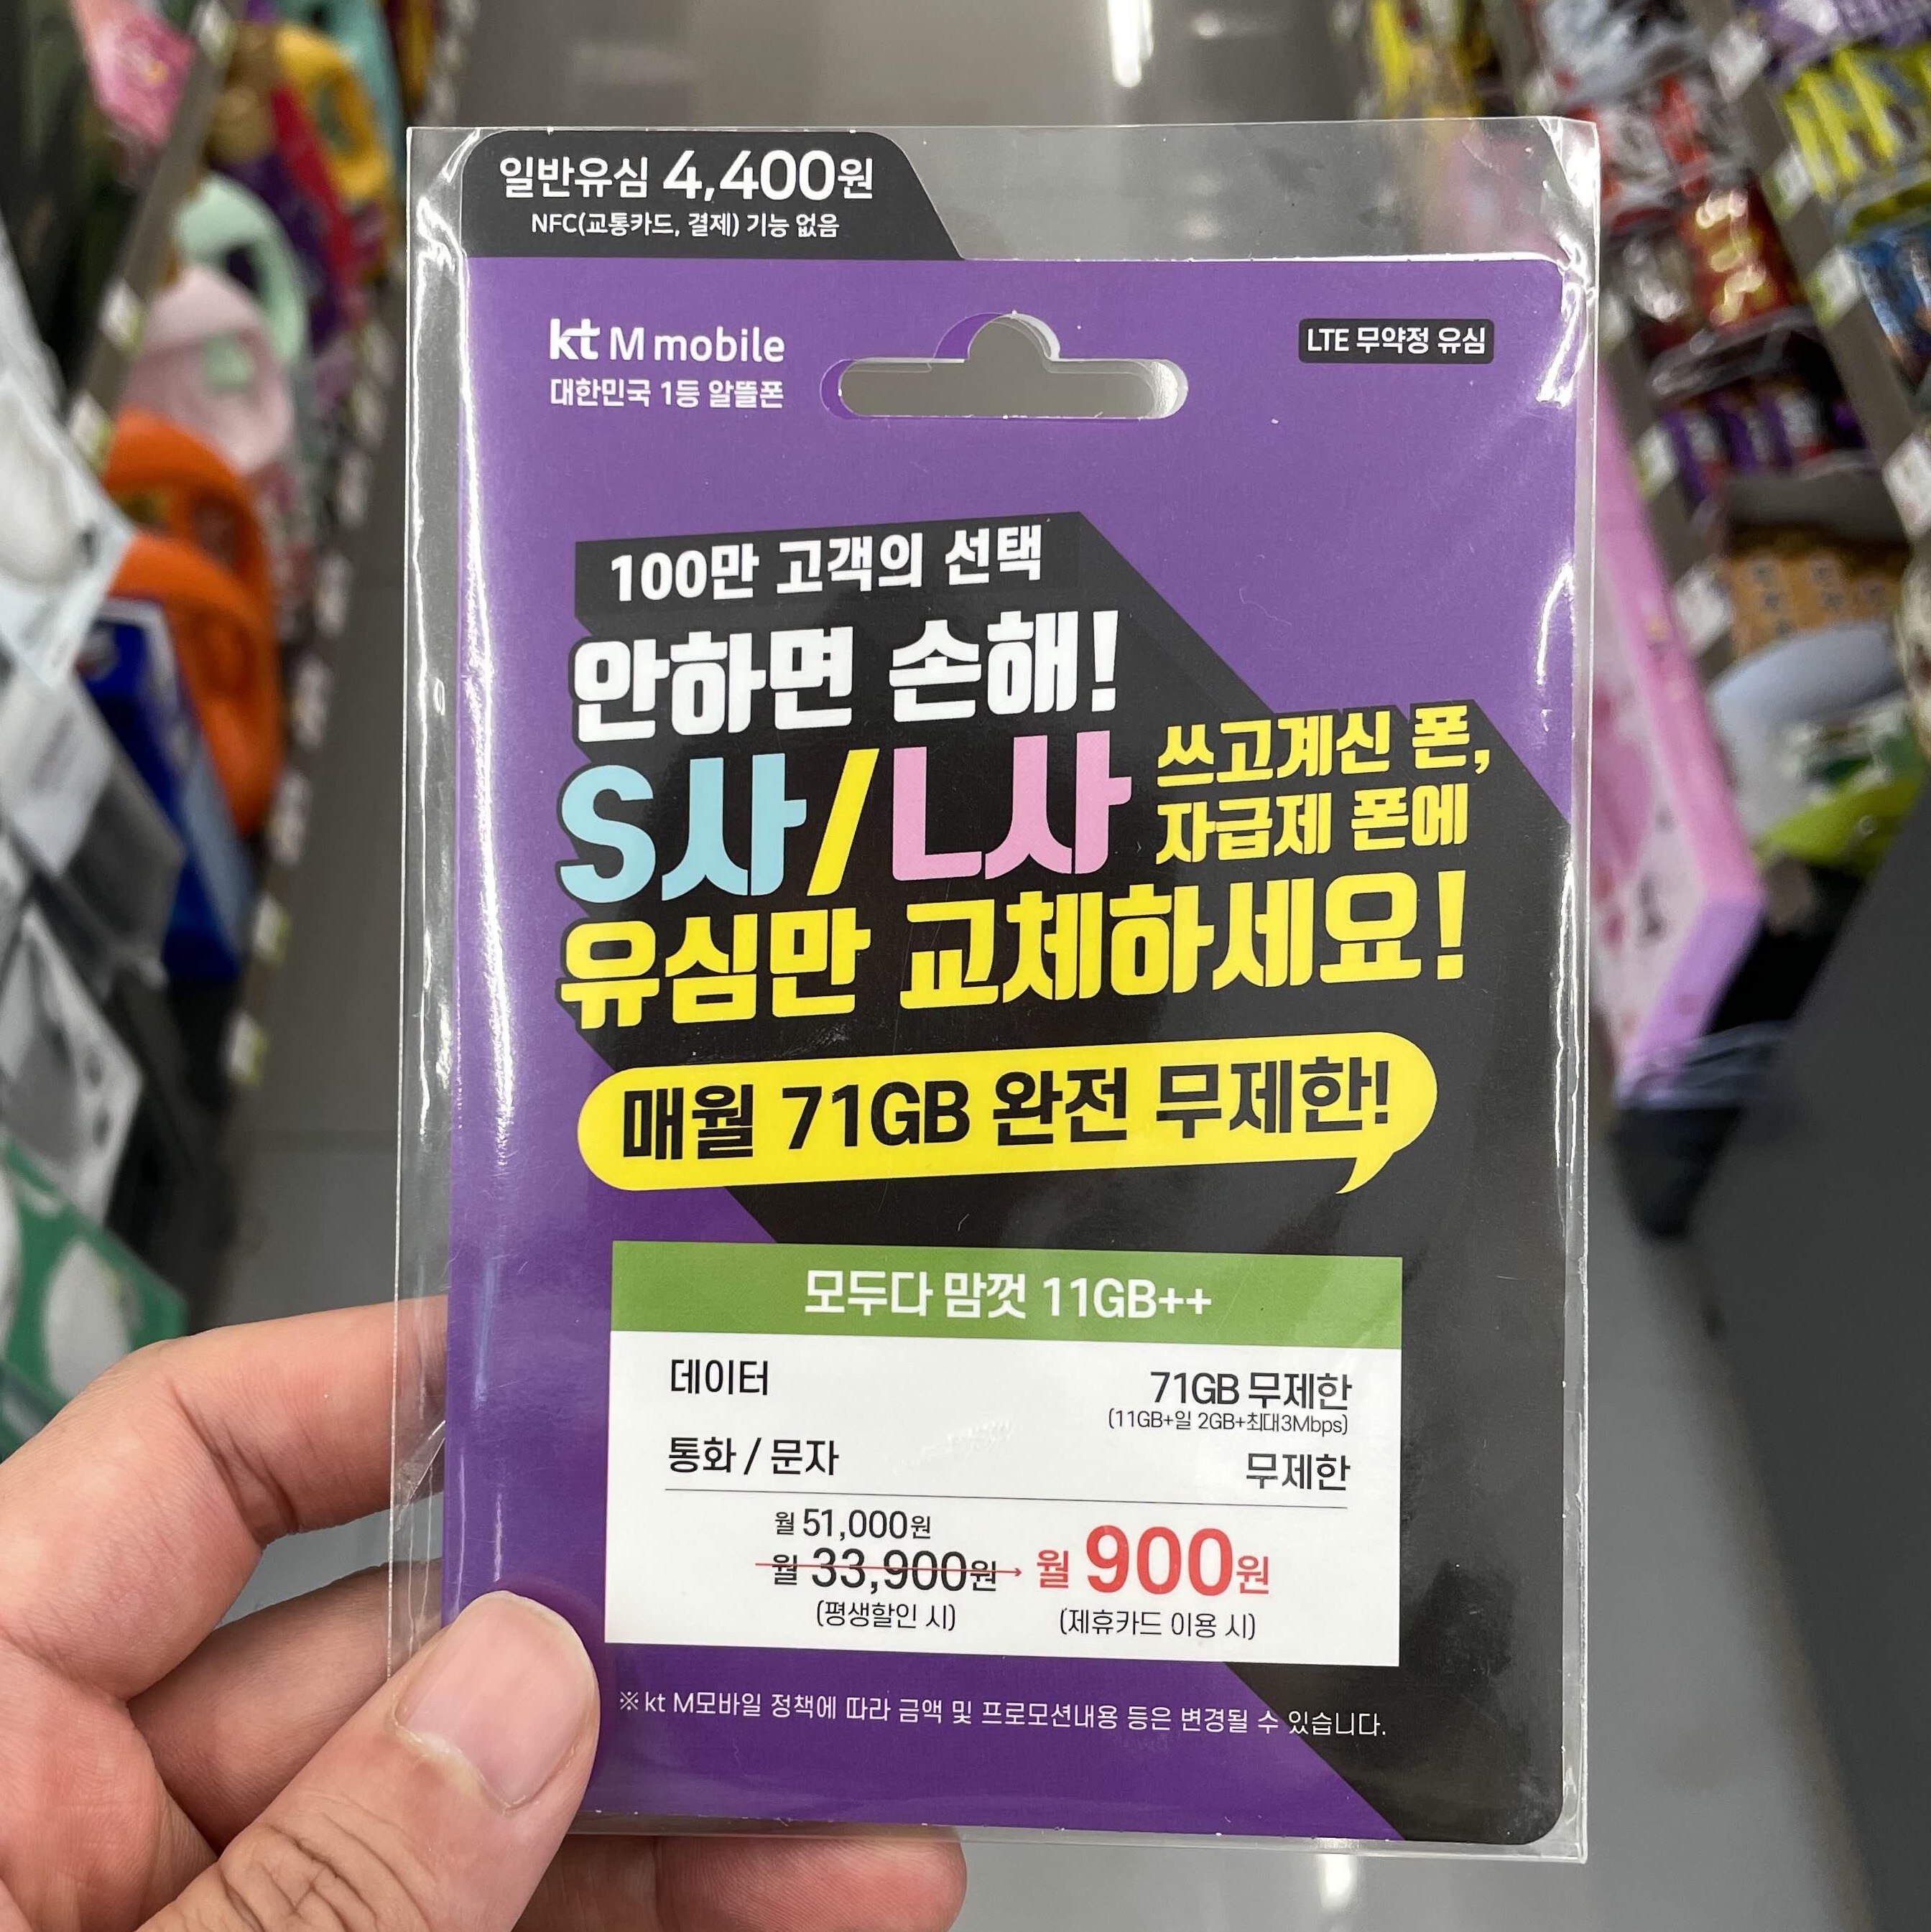 일반유심 4,400원
NFC(교통카드, 결제) 기능 없음
kt M mobile
대한민국 1등 알뜰폰
LTE 무약정 유심
100만 고객의 선택
안하면 손해!
S사/L사
쓰고계신 폰,
자급제 폰에
유심만 교체하세요!
매월 71GB 완전 무제한!
모두다 맘껏 11GB++
데이터 71GB 무제한
(11GB+일 2GB+최대3Mbps)
통화 / 문자 무제한
월 51,000원
월 33,900원 → 월 900원
(평생할인 시) (제휴카드 이용 시)
※ kt M모바일 정책에 따라 금액 및 프로모션내용 등은 변경될 수 있습니다.